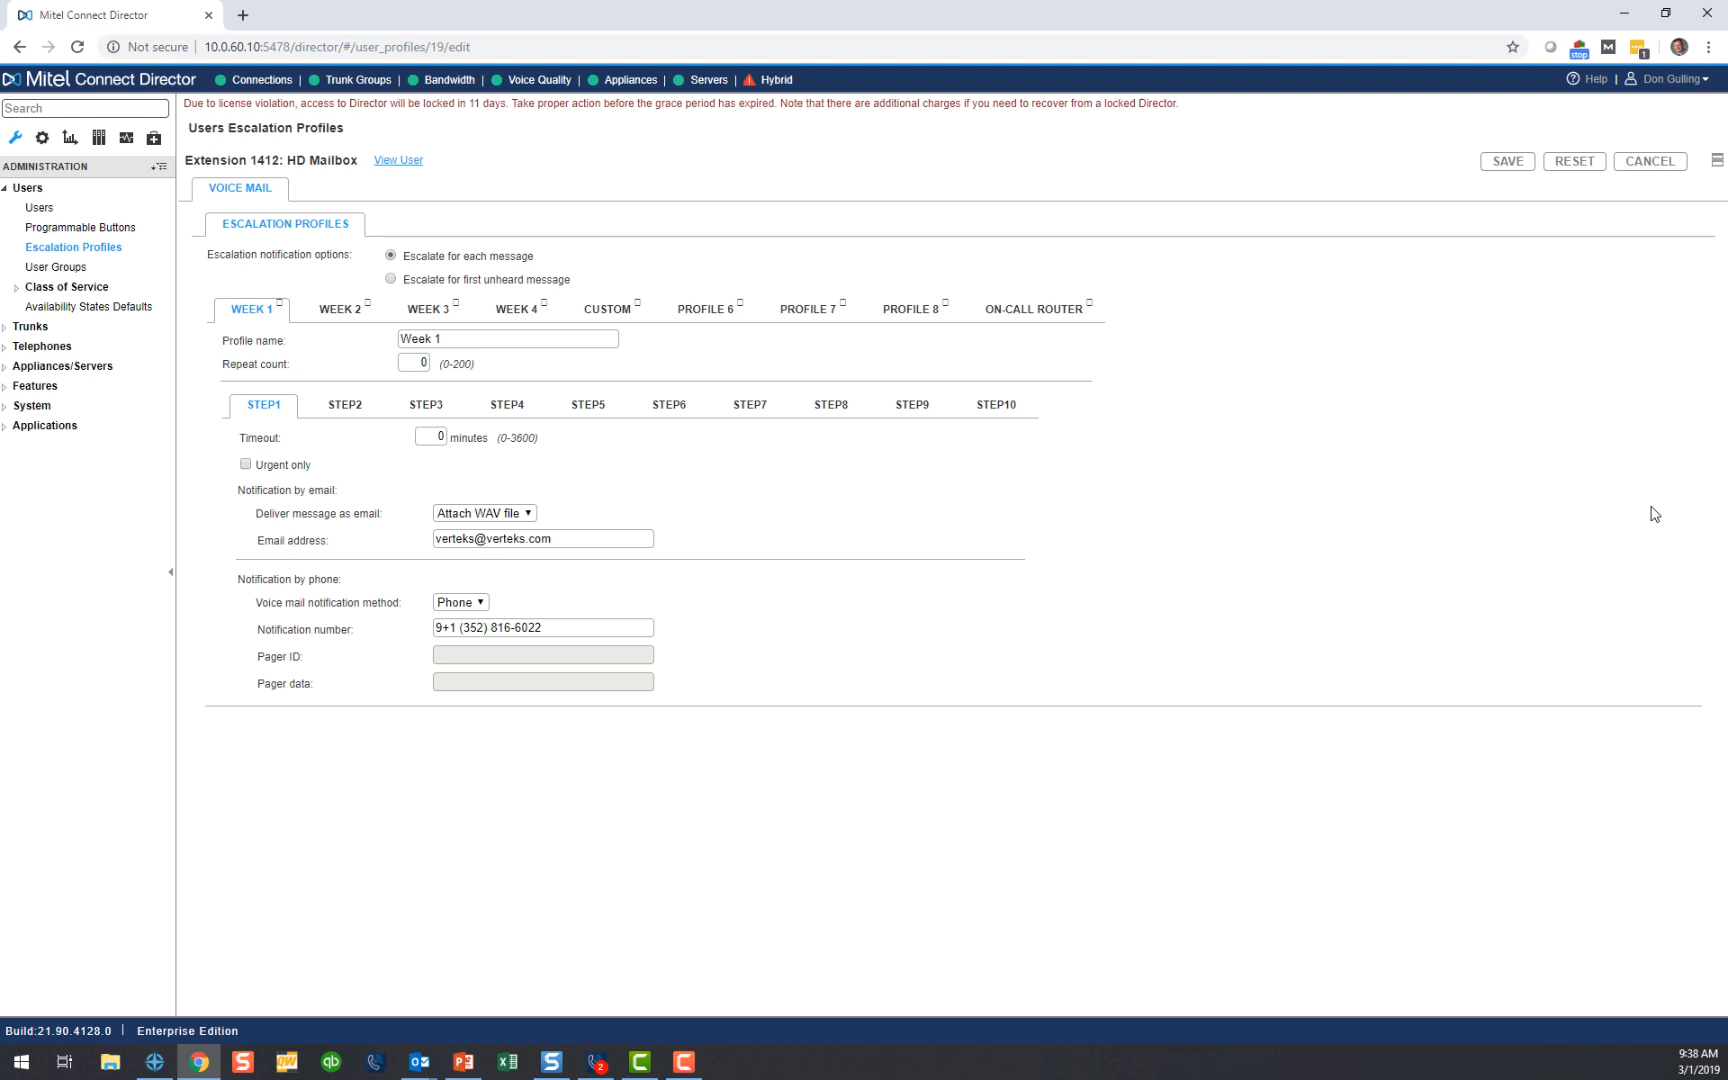 Mitel Connect Director
Not secure | 10.0.60.10:5478/director/#/user_profiles/19/edit
stop
M
1
Mitel Connect Director
Connections | Trunk Groups | Bandwidth | Voice Quality | Appliances | Servers | Hybrid
Help | Don Gulling
Search
Due to license violation, access to Director will be locked in 11 days. Take proper action before the grace period has expired. Note that there are additional charges if you need to recover from a locked Director.
Users Escalation Profiles
Extension 1412: HD Mailbox View User
SAVE RESET CANCEL
ADMINISTRATION
Users
Users
Programmable Buttons
Escalation Profiles
User Groups
Class of Service
Availability States Defaults
Trunks
Telephones
Appliances/Servers
Features
System
Applications
VOICE MAIL
ESCALATION PROFILES
Escalation notification options: Escalate for each message
Escalate for first unheard message
WEEK 1 WEEK 2 WEEK 3 WEEK 4 CUSTOM PROFILE 6 PROFILE 7 PROFILE 8 ON-CALL ROUTER
Profile name: Week 1
Repeat count: 0 (0-200)
STEP1 STEP2 STEP3 STEP4 STEP5 STEP6 STEP7 STEP8 STEP9 STEP10
Timeout: 0 minutes (0-3600)
Urgent only
Notification by email:
Deliver message as email: Attach WAV file
Email address: verteks@verteks.com
Notification by phone:
Voice mail notification method: Phone
Notification number: 9+1 (352) 816-6022
Pager ID:
Pager data:
Build:21.90.4128.0 | Enterprise Edition
S QW qb 2 C C
9:38 AM
3/1/2019